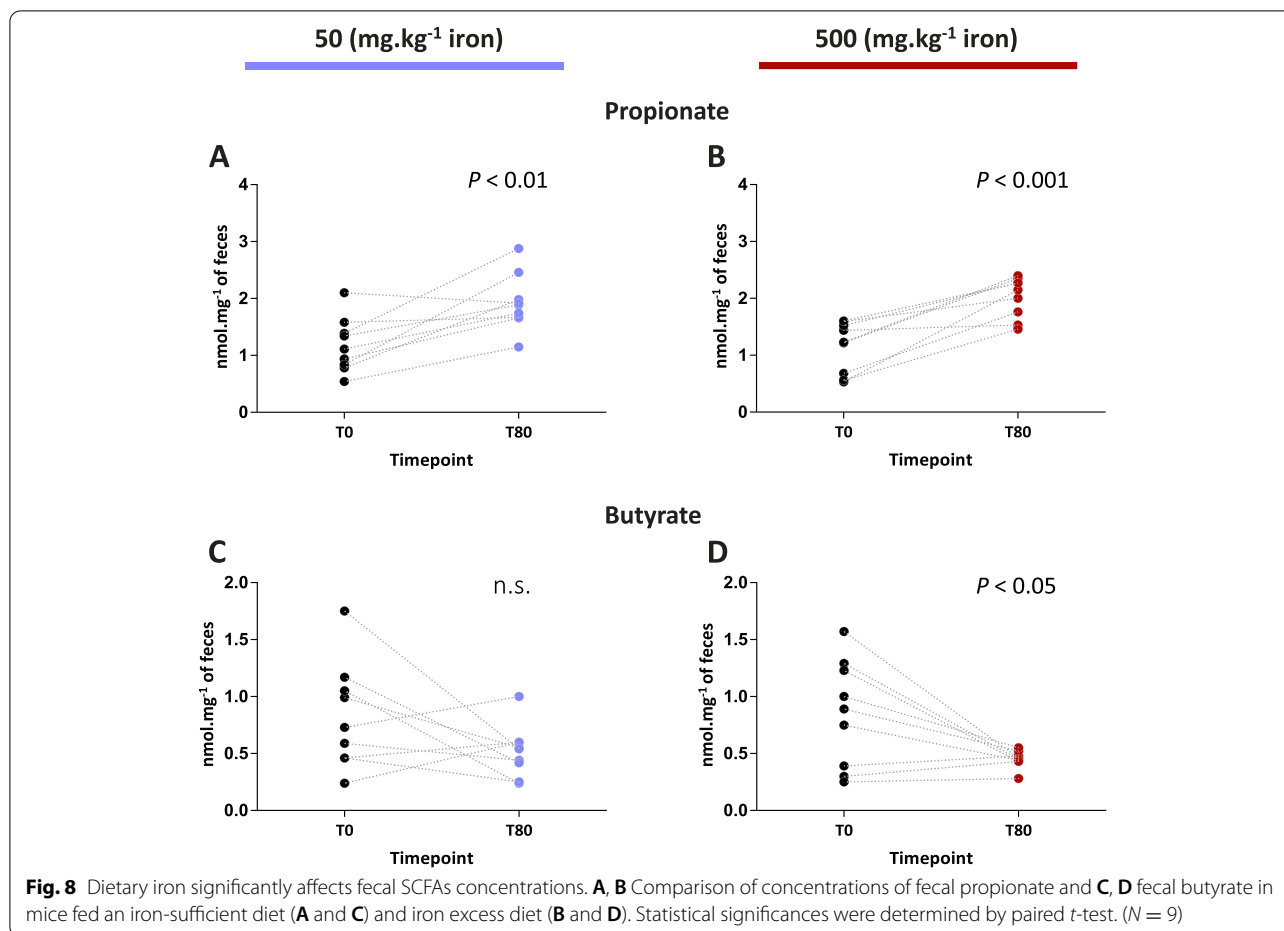 50 (mg.kg⁻¹ iron)
500 (mg.kg⁻¹ iron)
Propionate
A
P < 0.01
4
3
2
1
0
nmol.mg⁻¹ of feces
T0
T80
Timepoint
B
P < 0.001
4
3
2
1
0
nmol.mg⁻¹ of feces
T0
T80
Timepoint
Butyrate
C
n.s.
2.0
1.5
1.0
0.5
0.0
nmol.mg⁻¹ of feces
T0
T80
Timepoint
D
P < 0.05
2.0
1.5
1.0
0.5
0.0
nmol.mg⁻¹ of feces
T0
T80
Timepoint
Fig. 8 Dietary iron significantly affects fecal SCFAs concentrations. A, B Comparison of concentrations of fecal propionate and C, D fecal butyrate in
mice fed an iron-sufficient diet (A and C) and iron excess diet (B and D). Statistical significances were determined by paired t-test. (N = 9)